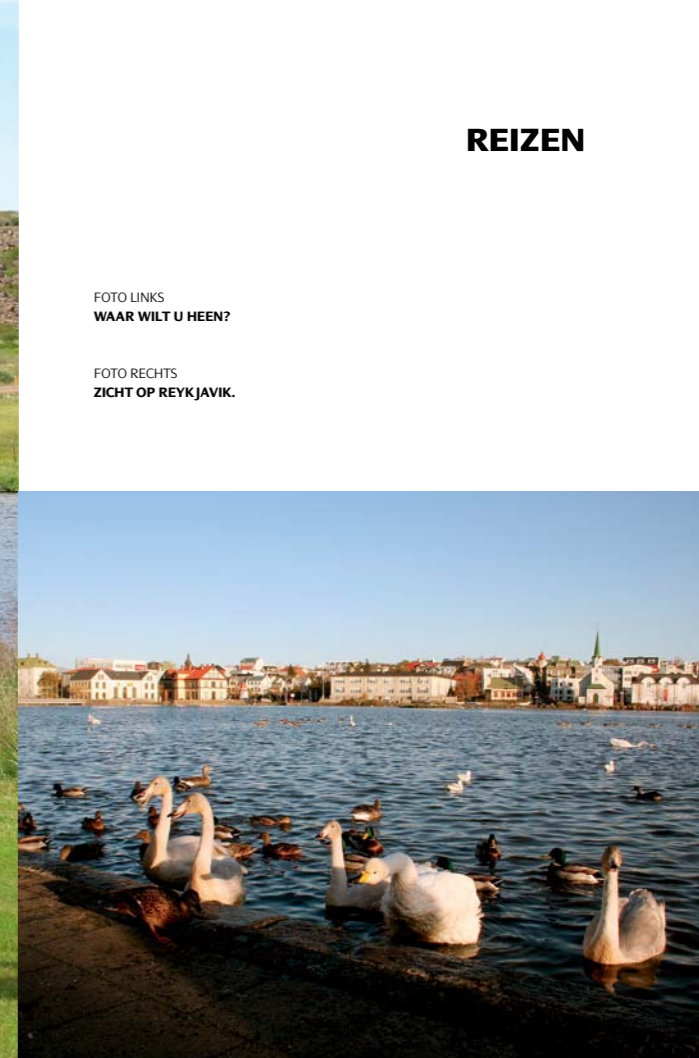 REIZEN
FOTO LINKS
WAAR WILT U HEEN?
FOTO RECHTS
ZICHT OP REYKJAVIK.